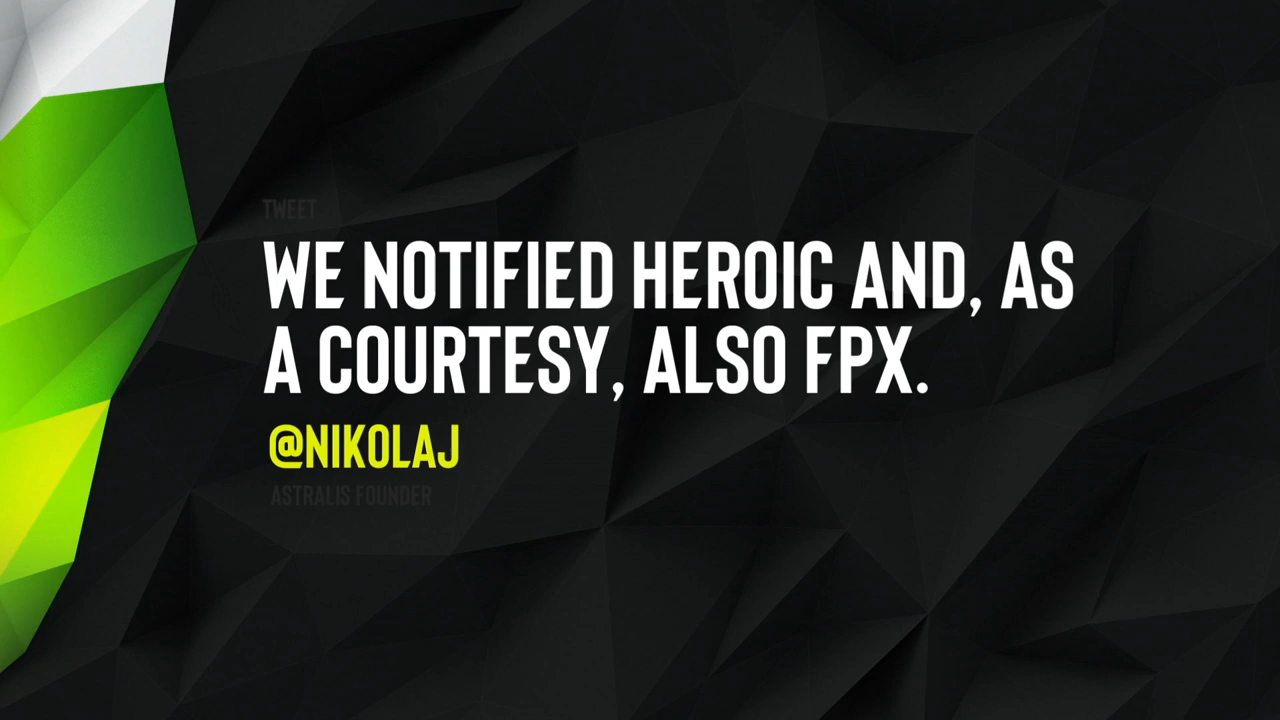 TWEET
WE NOTIFIED HEROIC AND, AS
A COURTESY, ALSO FPX.
@NIKOLAJ
ASTRALIS FOUNDER